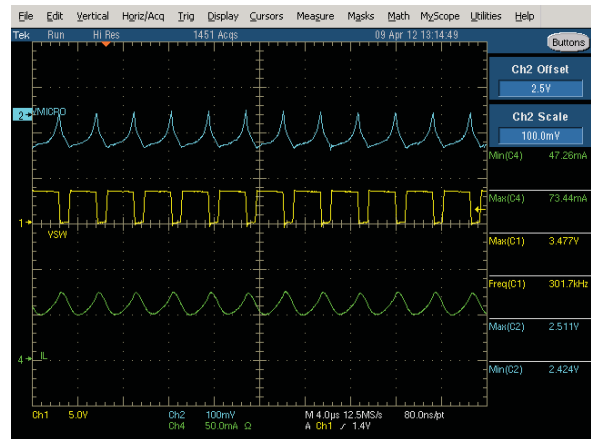 File Edit Vertical Horiz/Acq Trig Display Cursors Measure Masks Math MyScope Utilities Help
Tek Run Hi Res 1451 Acqs 09 Apr 12 13:14:49
Buttons
Ch2 Offset
2.5V
Ch2 Scale
100.0mV
2 VMICRO
Min(C4) 47.26mA
Max(C4) 73.44mA
1
VSW
Max(C1) 3.477V
Freq(C1) 301.7kHz
Max(C2) 2.511V
4 IL
Min(C2) 2.424V
Ch1 5.0V Ch2 100mV M 4.0µs 12.5MS/s 80.0ns/pt
Ch4 50.0mA Ω A Ch1 ∕ 1.4V